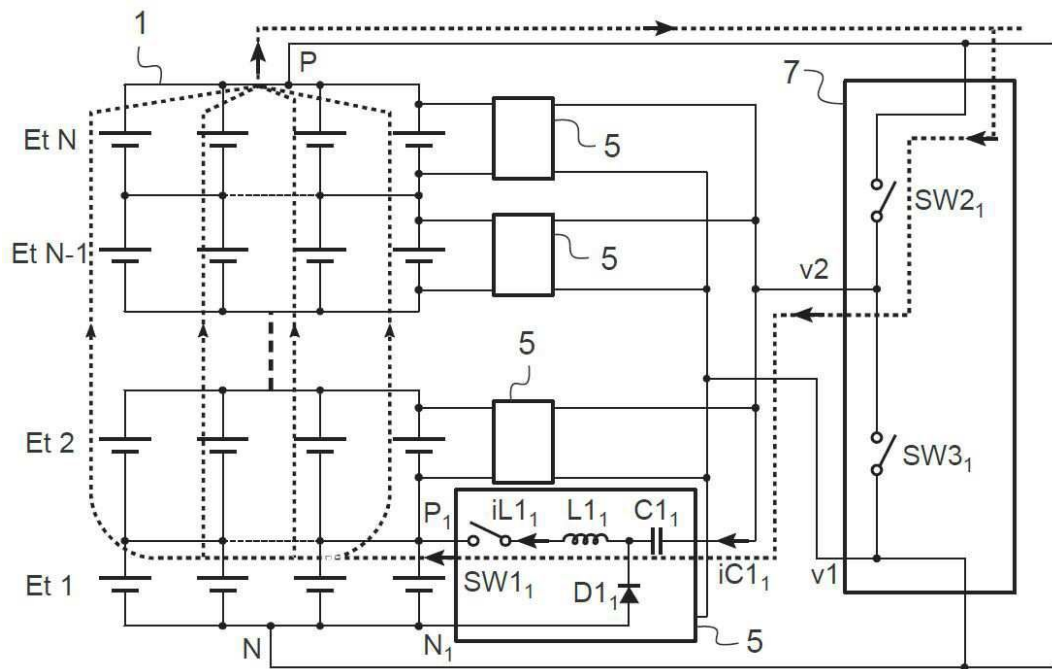 1
P
7
Et N
5
SW2₁
Et N-1
5
v2
5
Et 2
SW3₁
P₁
iL1₁
L1₁
C1₁
SW1₁
iC1₁
v1
Et 1
D1₁
N
N₁
5